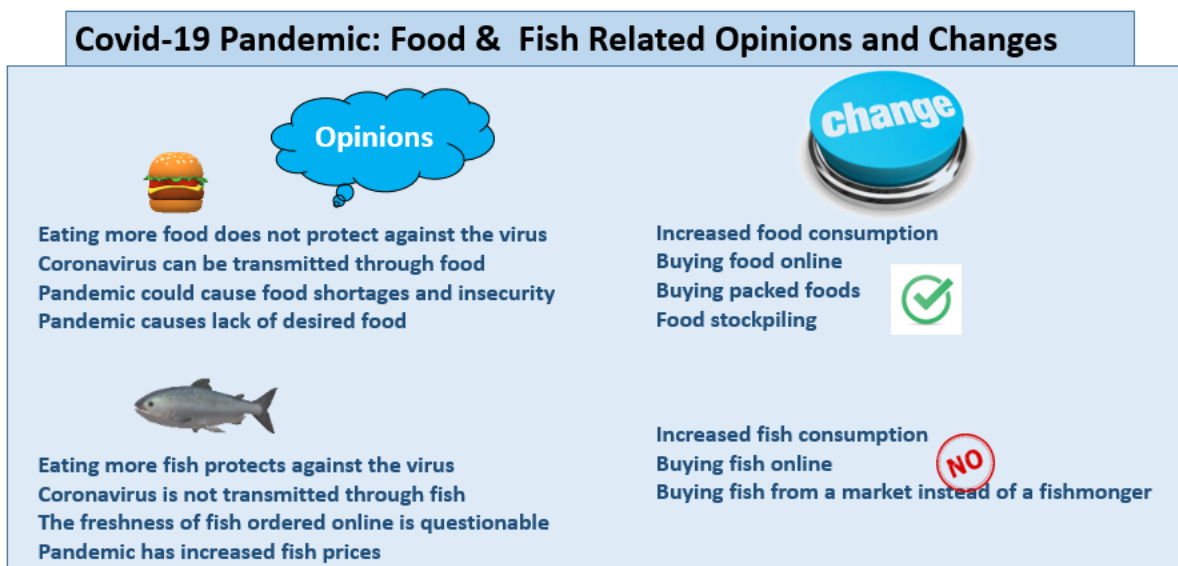 Covid-19 Pandemic: Food & Fish Related Opinions and Changes
Opinions
change
Eating more food does not protect against the virus
Coronavirus can be transmitted through food
Pandemic could cause food shortages and insecurity
Pandemic causes lack of desired food
Increased food consumption
Buying food online
Buying packed foods
Food stockpiling
Eating more fish protects against the virus
Coronavirus is not transmitted through fish
The freshness of fish ordered online is questionable
Pandemic has increased fish prices
Increased fish consumption
Buying fish online
Buying fish from a market instead of a fishmonger
NO